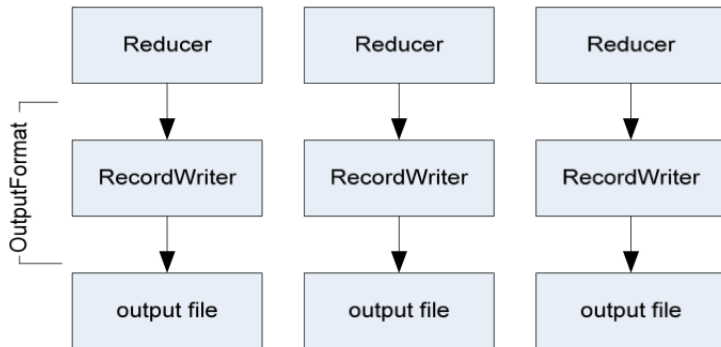 Reducer
Reducer
Reducer
OutputFormat
RecordWriter
RecordWriter
RecordWriter
output file
output file
output file